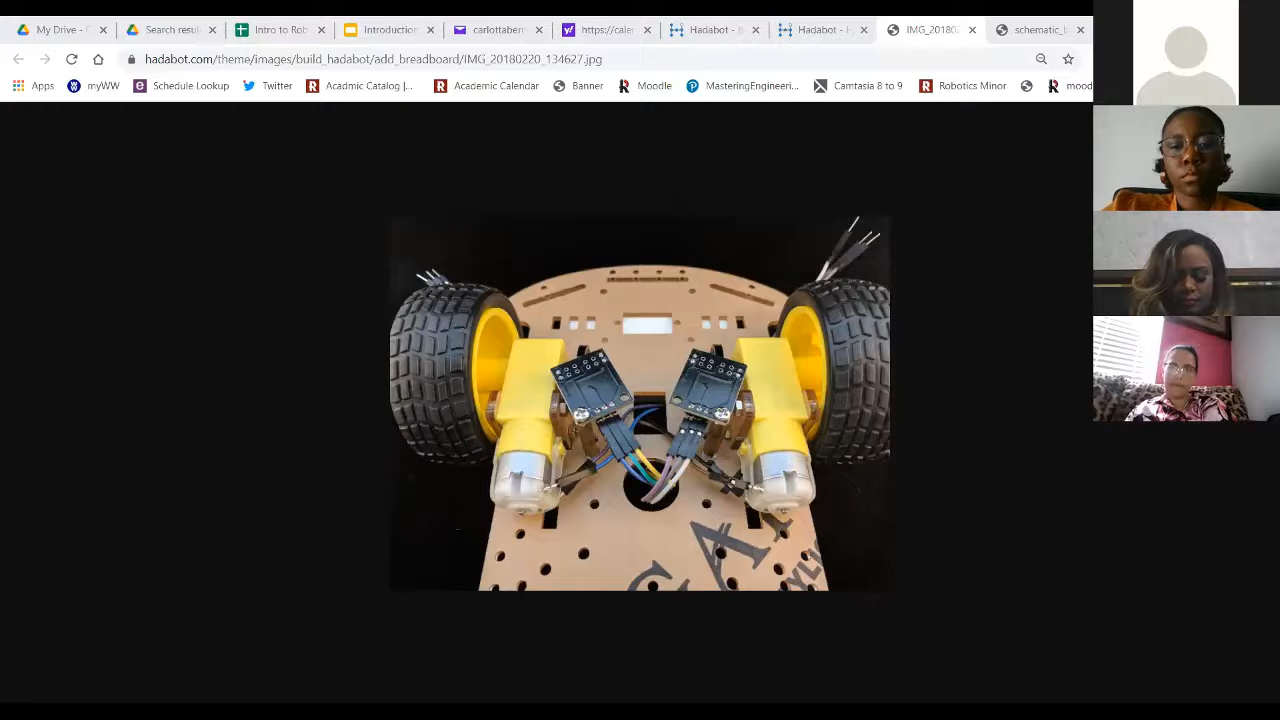 My Drive - G
Search resul
Intro to Rob
Introduction
carlottaberr
https://caler
Hadabot - B
Hadabot - H
IMG_20180
schematic_b
hadabot.com/theme/images/build_hadabot/add_breadboard/IMG_20180220_134627.jpg
Apps
myWW
Schedule Lookup
Twitter
Acadmic Catalog |...
Academic Calendar
Banner
Moodle
MasteringEngineeri...
Camtasia 8 to 9
Robotics Minor
mood